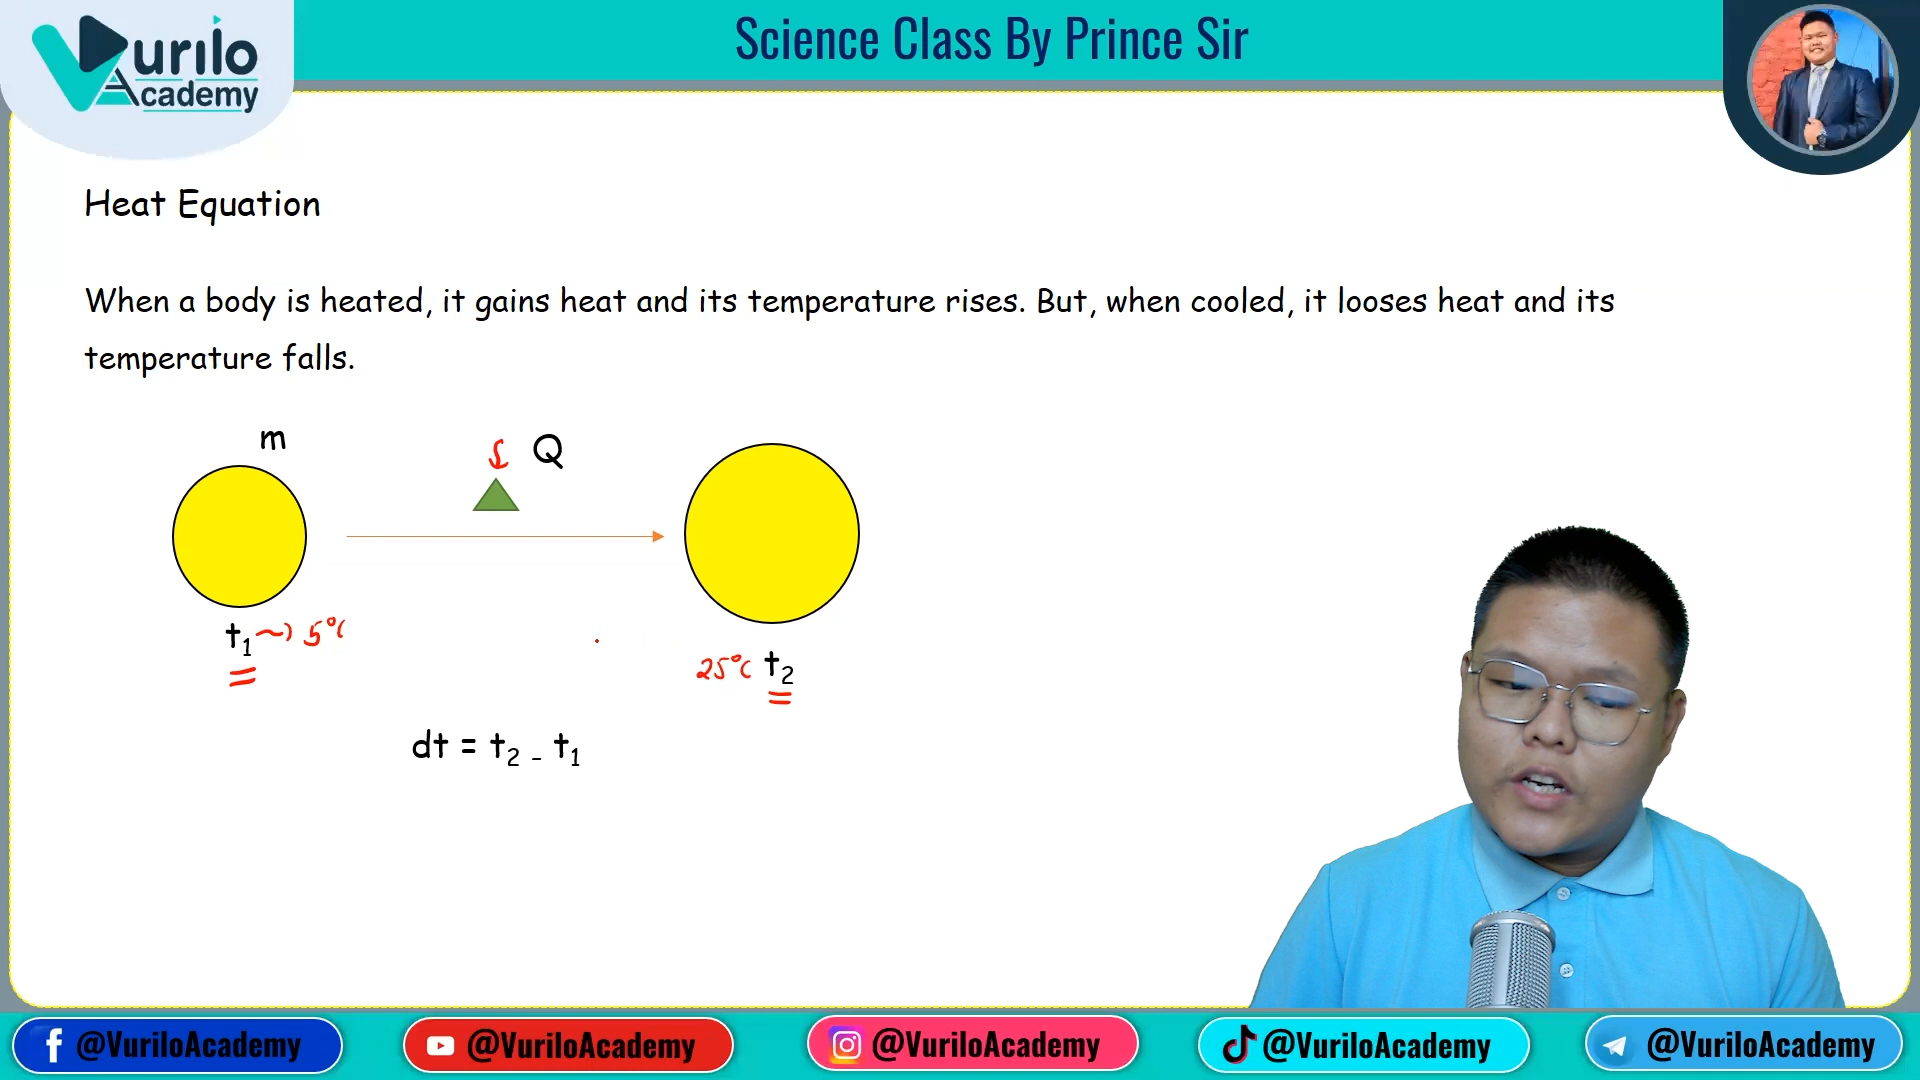 Vurilo Academy
Science Class By Prince Sir
Heat Equation
When a body is heated, it gains heat and its temperature rises. But, when cooled, it looses heat and its
temperature falls.
m
Q
t1 → 5°C
25°C t2
dt = t2 - t1
@VuriloAcademy
@VuriloAcademy
@VuriloAcademy
@VuriloAcademy
@VuriloAcademy